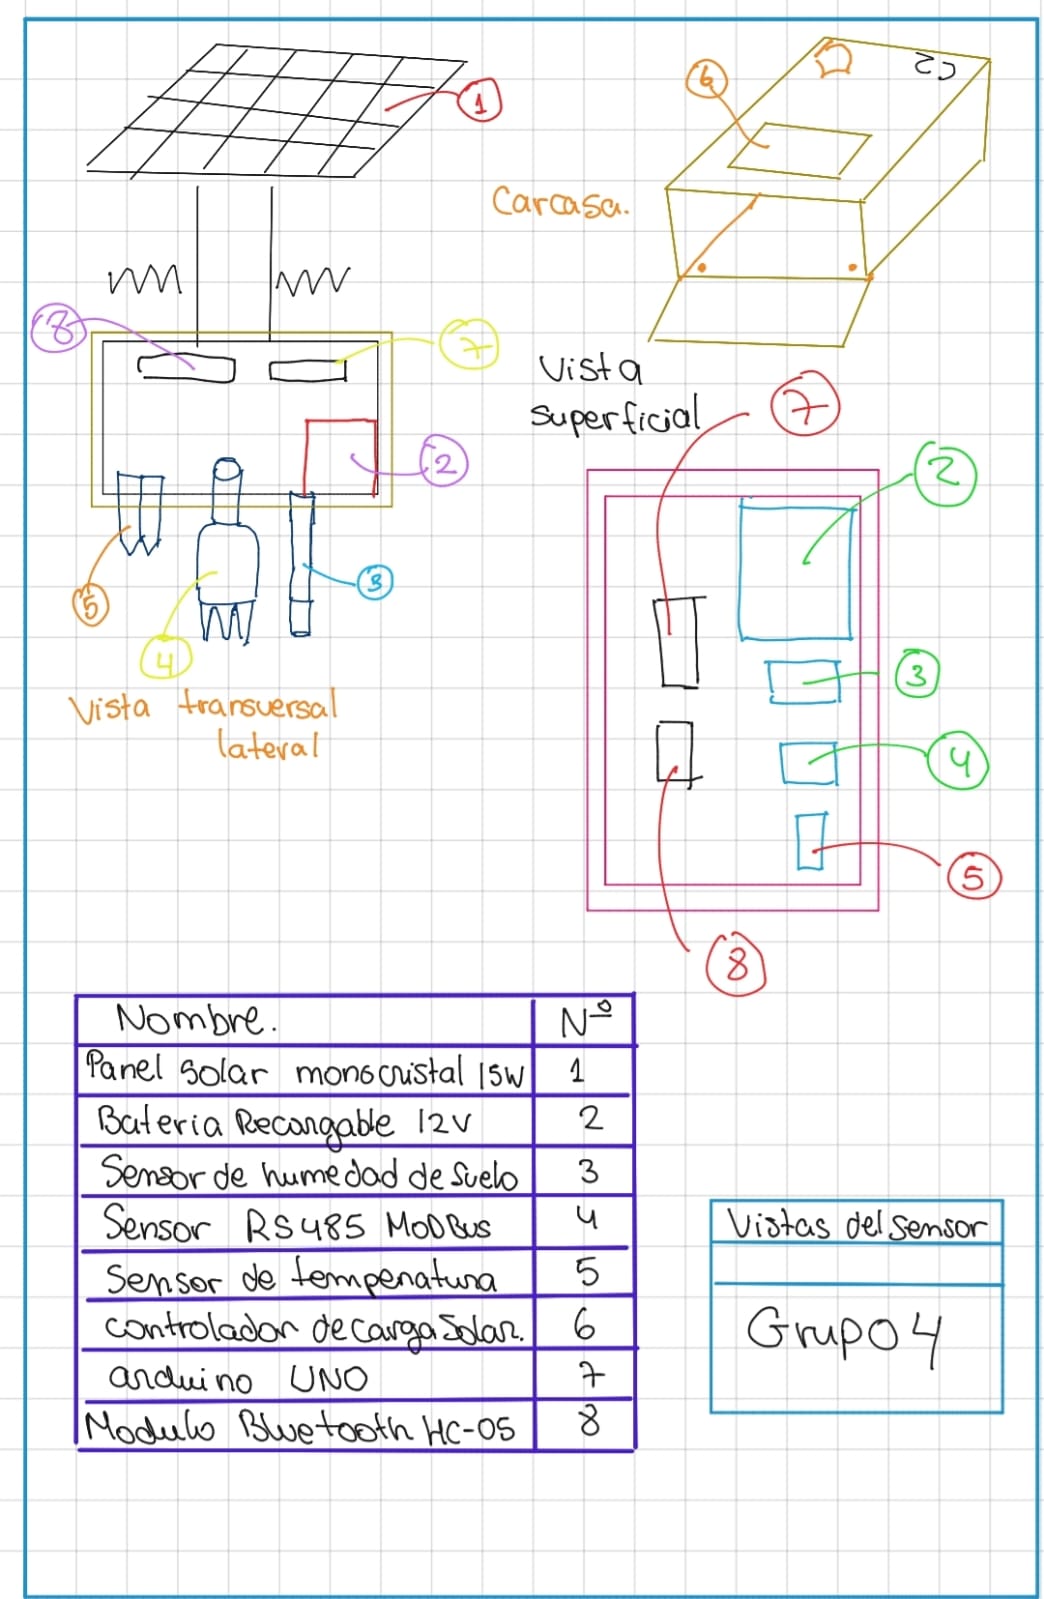 1
6
Carcasa.
8
7
Vista
superficial
7
2
2
3
5
4
3
4
Vista transversal
lateral
5
8
Nombre. Nº
Panel Solar monocristal 15W 1
Bateria Recargable 12V 2
Sensor de humedad de Suelo 3
Sensor RS485 MODBus 4
Sensor de temperatura 5
controlador de carga Solar. 6
arduino UNO 7
Modulo Bluetooth HC-05 8
Vistas del Sensor
Grupo 4